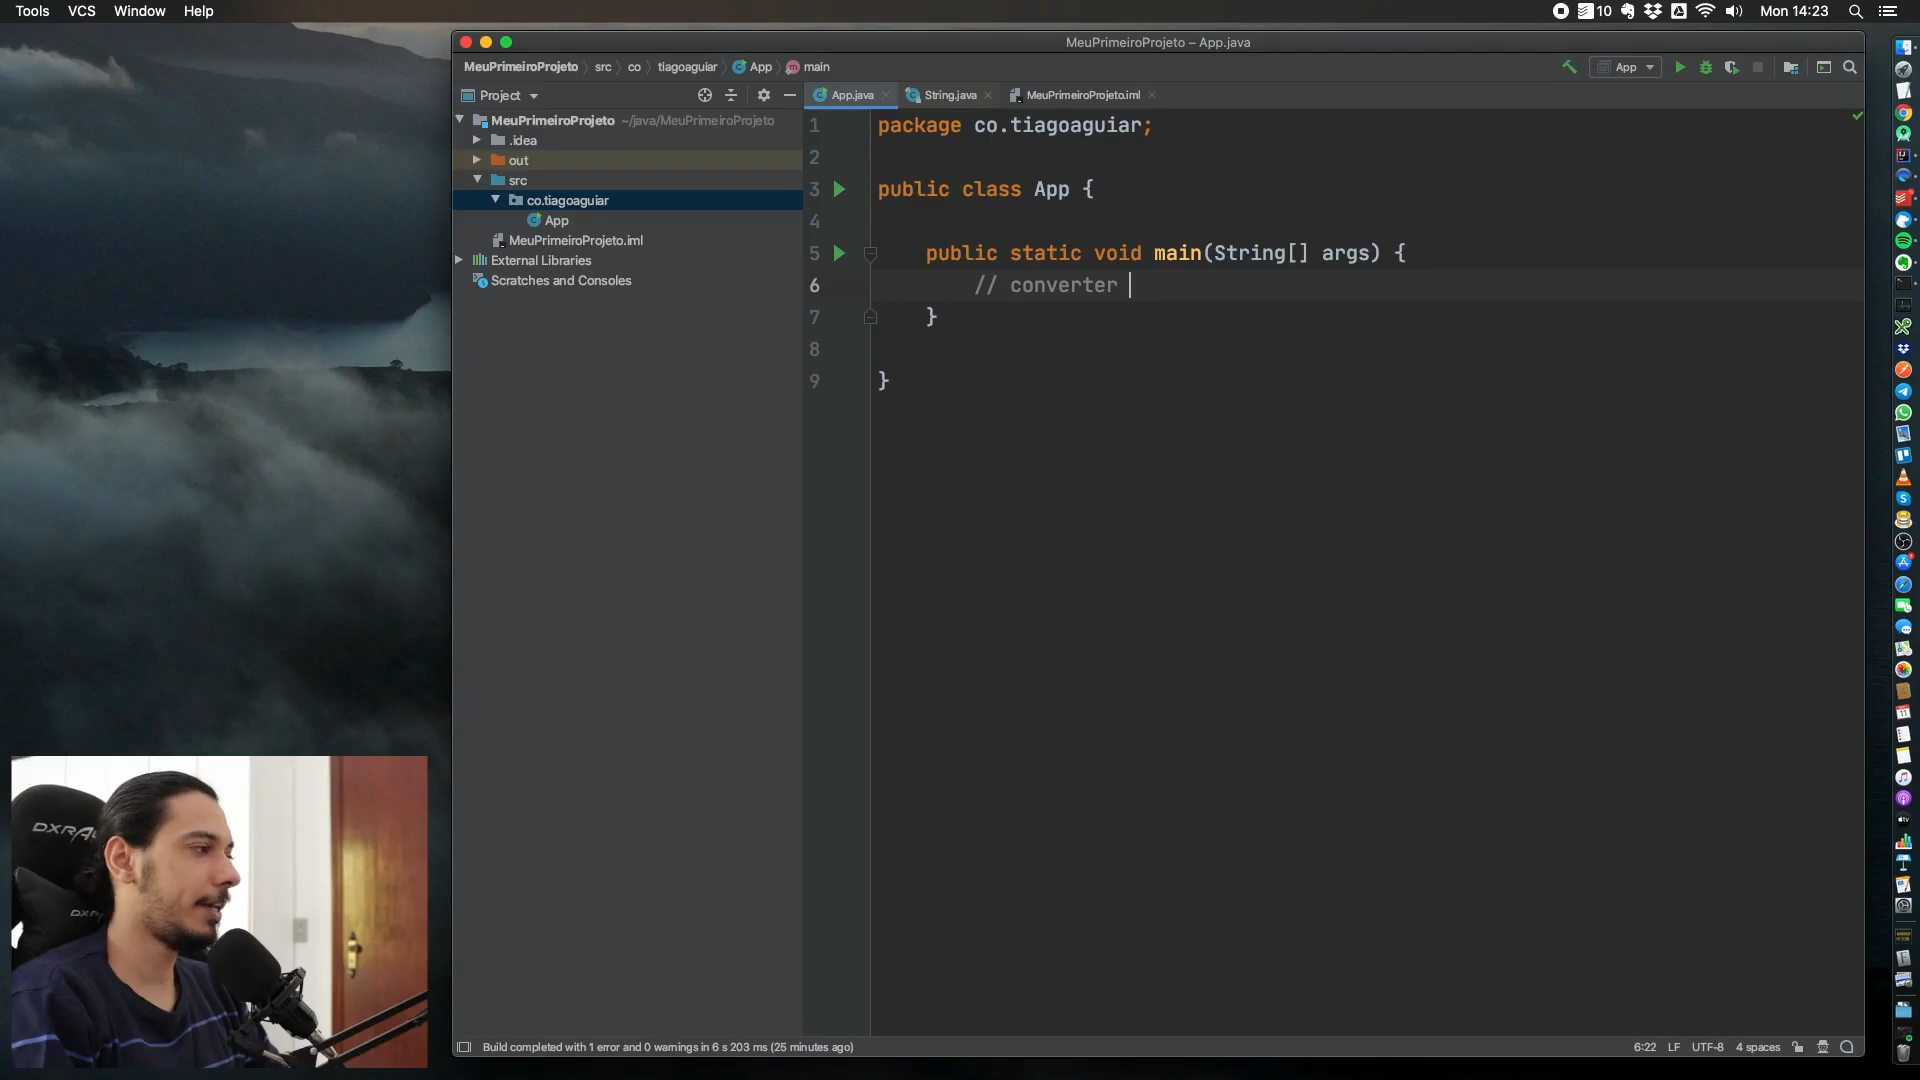 Tools VCS Window Help
10 Mon 14:23
MeuPrimeiroProjeto – App.java
MeuPrimeiroProjeto src co tiagoaguiar App main
App
Project
App.java String.java MeuPrimeiroProjeto.iml
MeuPrimeiroProjeto ~/java/MeuPrimeiroProjeto
.idea
out
src
co.tiagoaguiar
App
MeuPrimeiroProjeto.iml
External Libraries
Scratches and Consoles
1 package co.tiagoaguiar;
2
3 public class App {
4
5 public static void main(String[] args) {
6 // converter
7 }
8
9 }
Build completed with 1 error and 0 warnings in 6 s 203 ms (25 minutes ago)
6:22 LF UTF-8 4 spaces